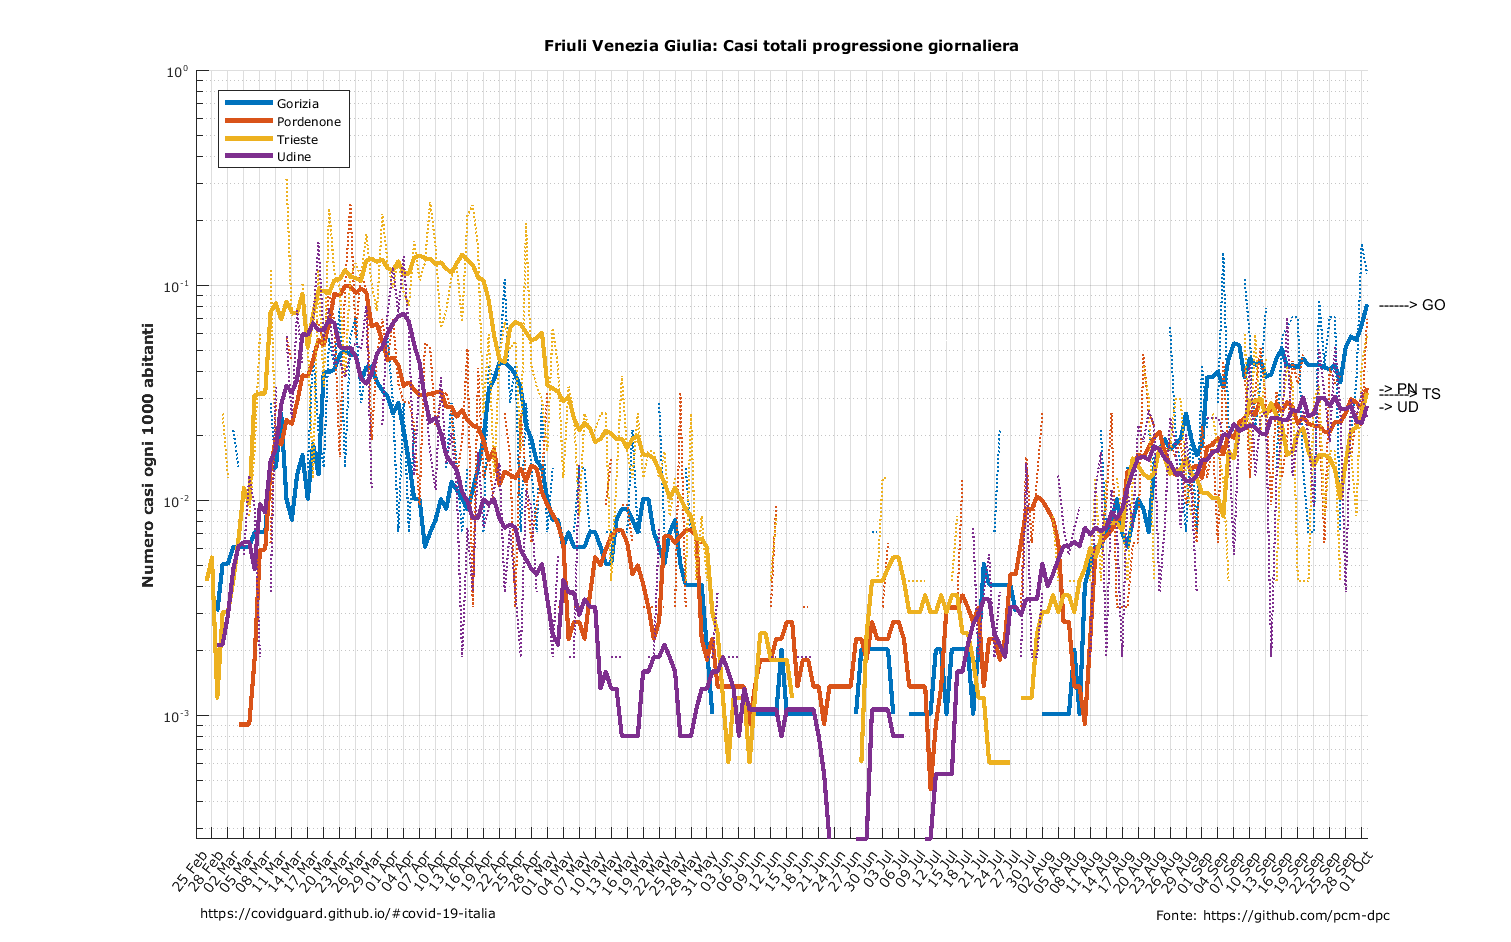 Friuli Venezia Giulia: Casi totali progressione giornaliera
Numero casi ogni 1000 abitanti
10^0
10^-1
10^-2
10^-3
Gorizia
Pordenone
Trieste
Udine
------> GO
-> PN
------> TS
-> UD
25 Feb
28 Feb
02 Mar
05 Mar
08 Mar
11 Mar
14 Mar
17 Mar
20 Mar
23 Mar
26 Mar
29 Mar
01 Apr
04 Apr
07 Apr
10 Apr
13 Apr
16 Apr
19 Apr
22 Apr
25 Apr
28 Apr
01 May
04 May
07 May
10 May
13 May
16 May
19 May
22 May
25 May
28 May
31 May
03 Jun
06 Jun
09 Jun
12 Jun
15 Jun
18 Jun
21 Jun
24 Jun
27 Jun
30 Jun
03 Jul
06 Jul
09 Jul
12 Jul
15 Jul
18 Jul
21 Jul
24 Jul
27 Jul
30 Jul
02 Aug
05 Aug
08 Aug
11 Aug
14 Aug
17 Aug
20 Aug
23 Aug
26 Aug
29 Aug
01 Sep
04 Sep
07 Sep
10 Sep
13 Sep
16 Sep
19 Sep
22 Sep
25 Sep
28 Sep
01 Oct
https://covidguard.github.io/#covid-19-italia
Fonte: https://github.com/pcm-dpc